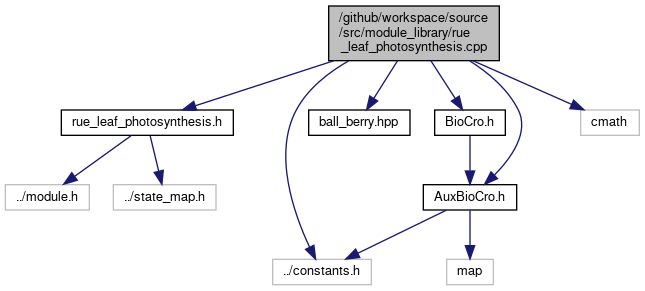 /github/workspace/source
/src/module_library/rue
_leaf_photosynthesis.cpp
rue_leaf_photosynthesis.h
ball_berry.hpp
BioCro.h
cmath
../module.h
../state_map.h
AuxBioCro.h
../constants.h
map